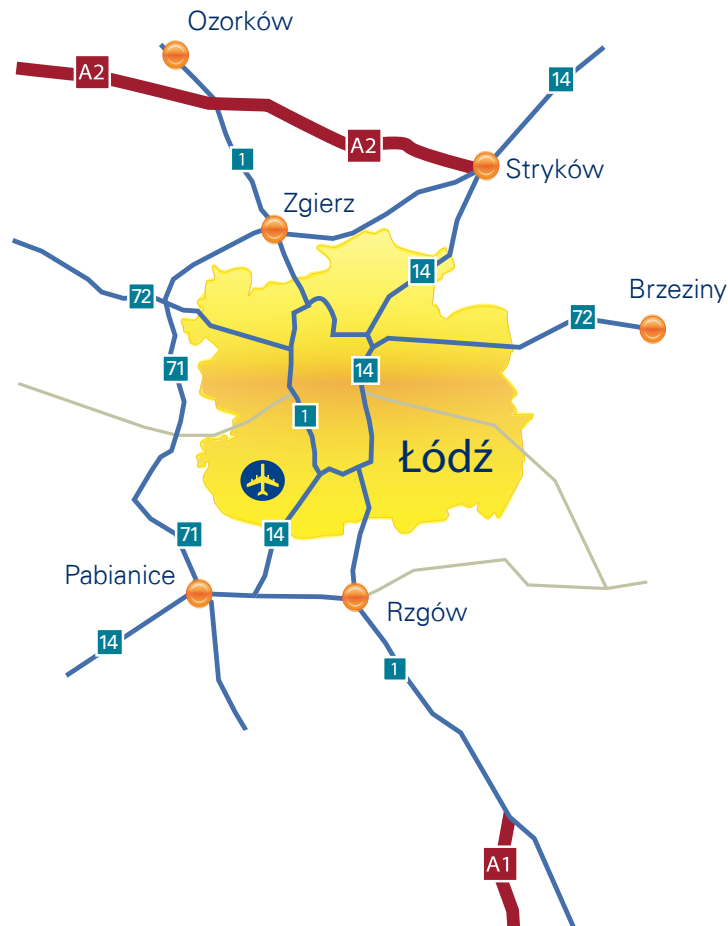 Ozorków
A2
14
A2
1
Stryków
Zgierz
14
72
Brzeziny
72
71
14
1
Łódź
71
14
Pabianice
Rzgów
14
1
A1